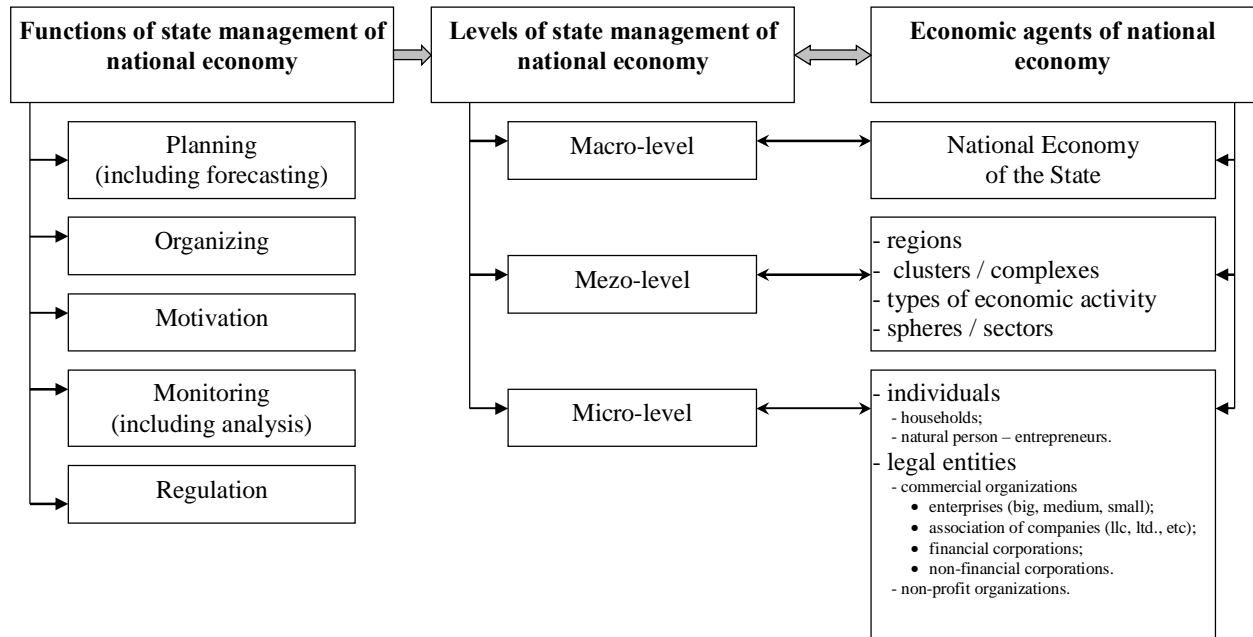 Functions of state management of
national economy
Levels of state management of
national economy
Economic agents of national
economy
Planning
(including forecasting)
Organizing
Motivation
Monitoring
(including analysis)
Regulation
Macro-level
Mezo-level
Micro-level
National Economy
of the State
- regions
- clusters / complexes
- types of economic activity
- spheres / sectors
- individuals
- households;
- natural person – entrepreneurs.
- legal entities
- commercial organizations
• enterprises (big, medium, small);
• association of companies (llc, ltd., etc);
• financial corporations;
• non-financial corporations.
- non-profit organizations.